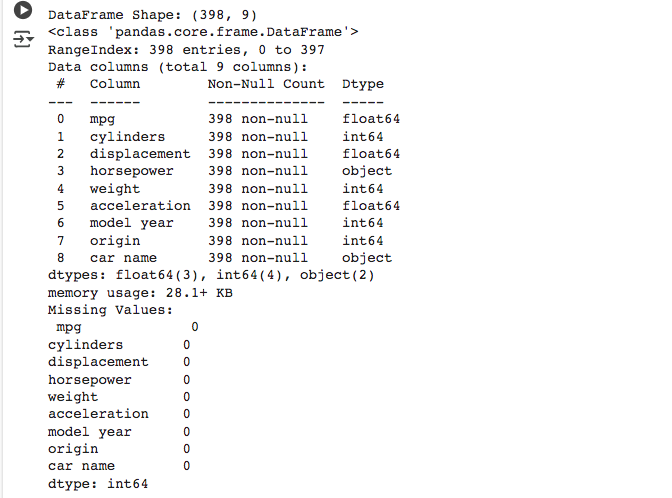 DataFrame Shape: (398, 9)
<class 'pandas.core.frame.DataFrame'>
RangeIndex: 398 entries, 0 to 397
Data columns (total 9 columns):
 #   Column        Non-Null Count  Dtype
---  ------        --------------  -----
 0   mpg           398 non-null    float64
 1   cylinders     398 non-null    int64
 2   displacement  398 non-null    float64
 3   horsepower    398 non-null    object
 4   weight        398 non-null    int64
 5   acceleration  398 non-null    float64
 6   model year    398 non-null    int64
 7   origin        398 non-null    int64
 8   car name      398 non-null    object
dtypes: float64(3), int64(4), object(2)
memory usage: 28.1+ KB
Missing Values:
 mpg             0
cylinders       0
displacement    0
horsepower      0
weight          0
acceleration    0
model year      0
origin          0
car name        0
dtype: int64